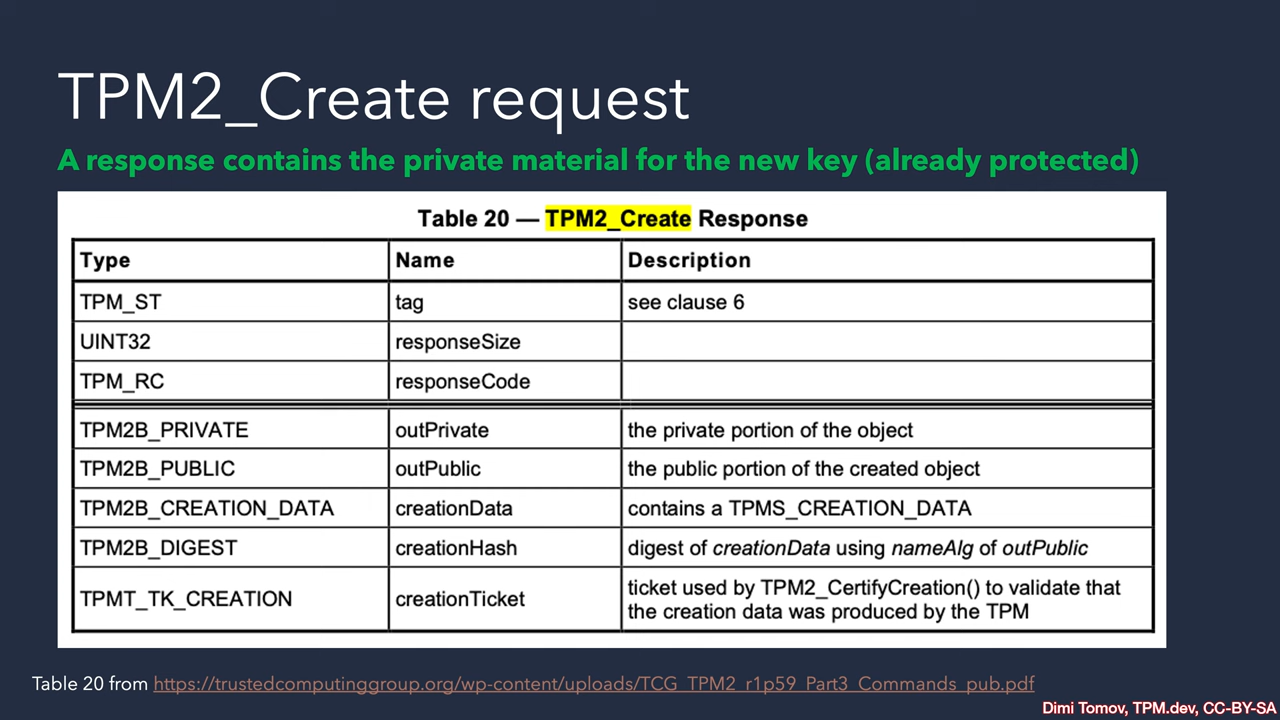 TPM2_Create request
A response contains the private material for the new key (already protected)
Table 20 — TPM2_Create Response
Type Name Description
TPM_ST tag see clause 6
UINT32 responseSize
TPM_RC responseCode
TPM2B_PRIVATE outPrivate the private portion of the object
TPM2B_PUBLIC outPublic the public portion of the created object
TPM2B_CREATION_DATA creationData contains a TPMS_CREATION_DATA
TPM2B_DIGEST creationHash digest of creationData using nameAlg of outPublic
TPMT_TK_CREATION creationTicket ticket used by TPM2_CertifyCreation() to validate that
the creation data was produced by the TPM
Table 20 from https://trustedcomputinggroup.org/wp-content/uploads/TCG_TPM2_r1p59_Part3_Commands_pub.pdf
Dimi Tomov, TPM.dev, CC-BY-SA